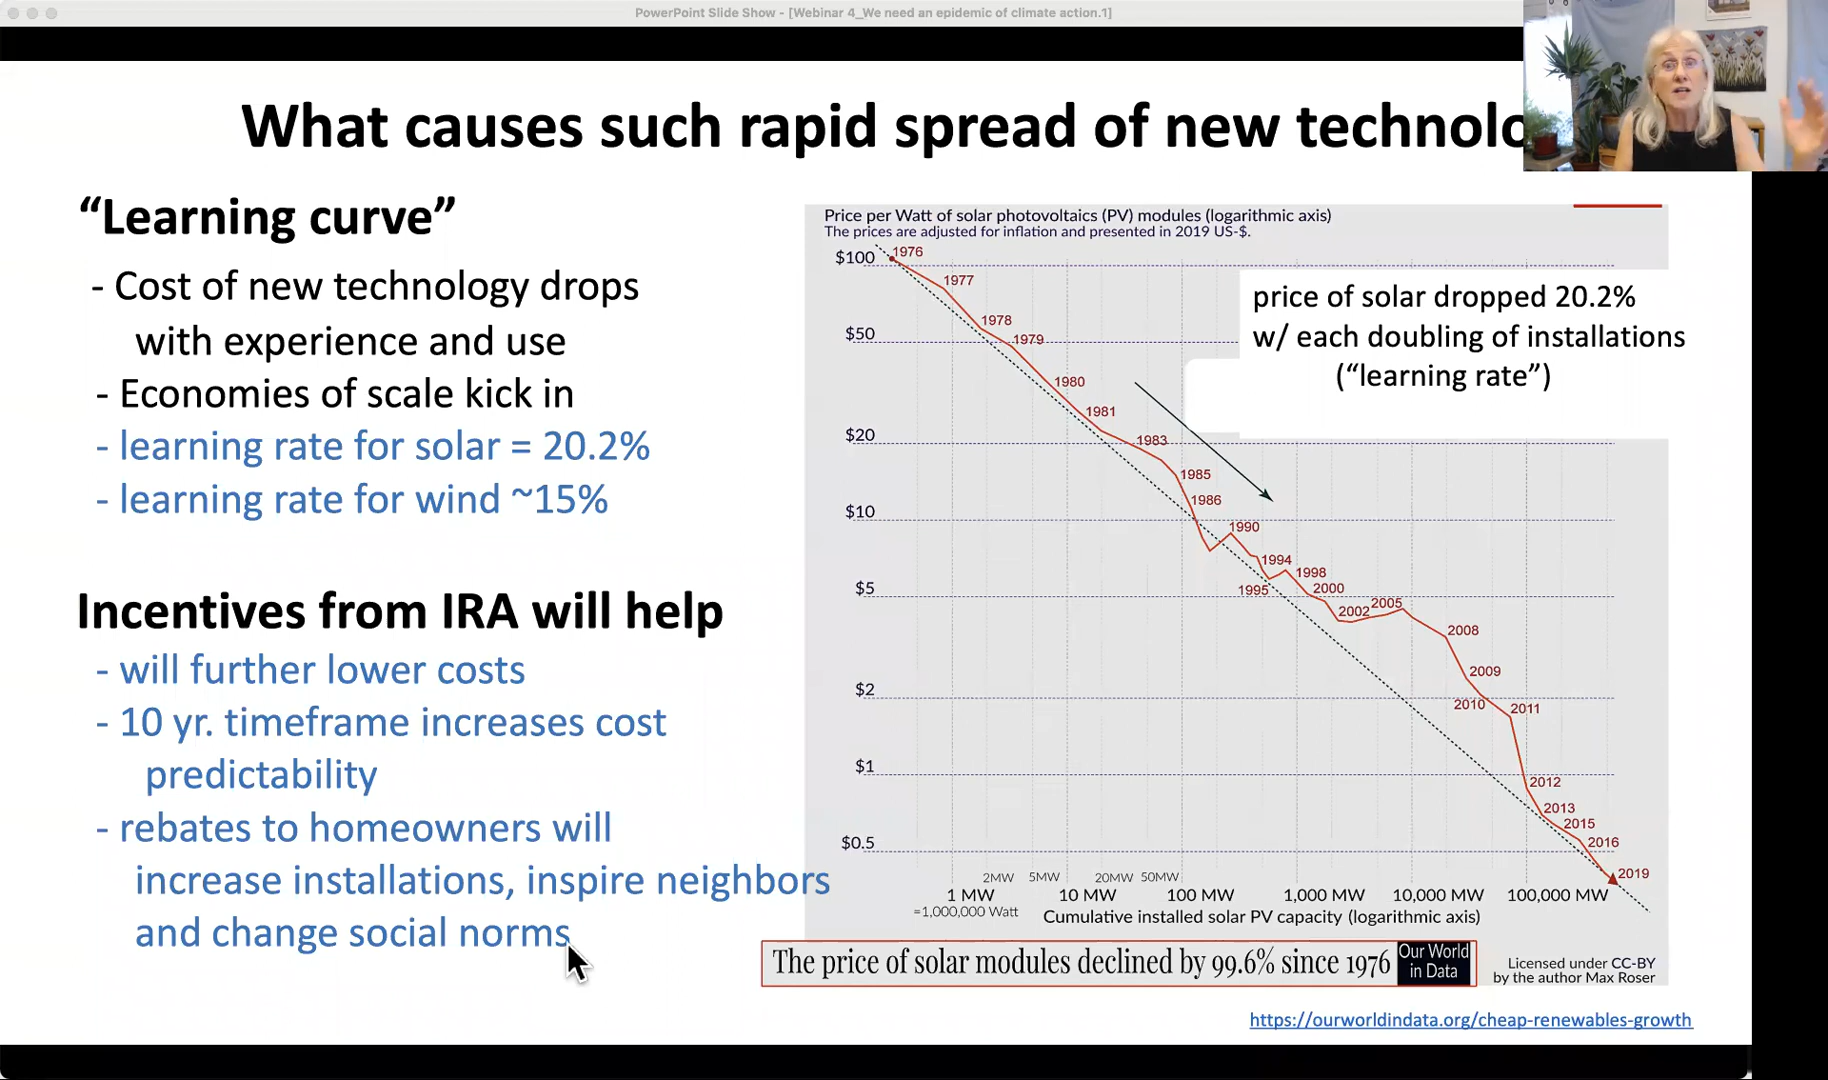 PowerPoint Slide Show - [Webinar 4_We need an epidemic of climate action.1]
What causes such rapid spread of new technolo
“Learning curve”
- Cost of new technology drops
with experience and use
- Economies of scale kick in
- learning rate for solar = 20.2%
- learning rate for wind ~15%
Incentives from IRA will help
- will further lower costs
- 10 yr. timeframe increases cost
predictability
- rebates to homeowners will
increase installations, inspire neighbors
and change social norms
Price per Watt of solar photovoltaics (PV) modules (logarithmic axis)
The prices are adjusted for inflation and presented in 2019 US-$.
price of solar dropped 20.2%
w/ each doubling of installations
(“learning rate”)
$100
$50
$20
$10
$5
$2
$1
$0.5
1976
1977
1978
1979
1980
1981
1983
1985
1986
1990
1994
1995
1998
2000
2002
2005
2008
2009
2010
2011
2012
2013
2015
2016
2019
2MW 5MW 20MW 50MW
1 MW 10 MW 100 MW 1,000 MW 10,000 MW 100,000 MW
=1,000,000 Watt
Cumulative installed solar PV capacity (logarithmic axis)
The price of solar modules declined by 99.6% since 1976
Our World
in Data
Licensed under CC-BY
by the author Max Roser
https://ourworldindata.org/cheap-renewables-growth